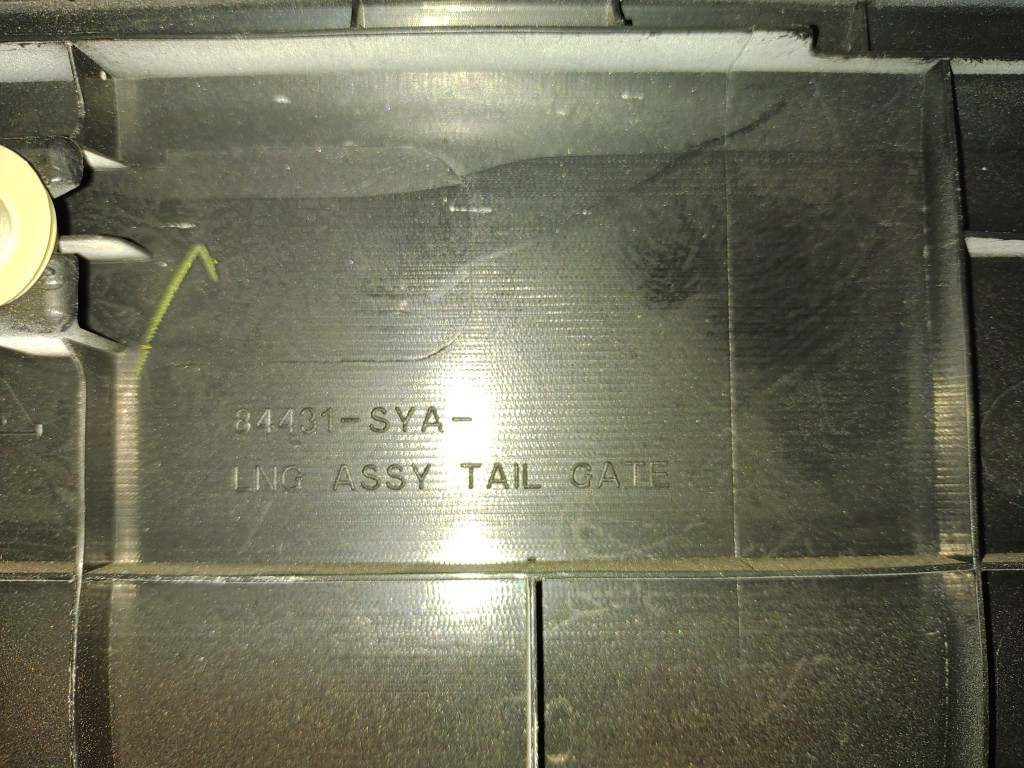 84431-SYA-
LNG ASSY TAIL GATE